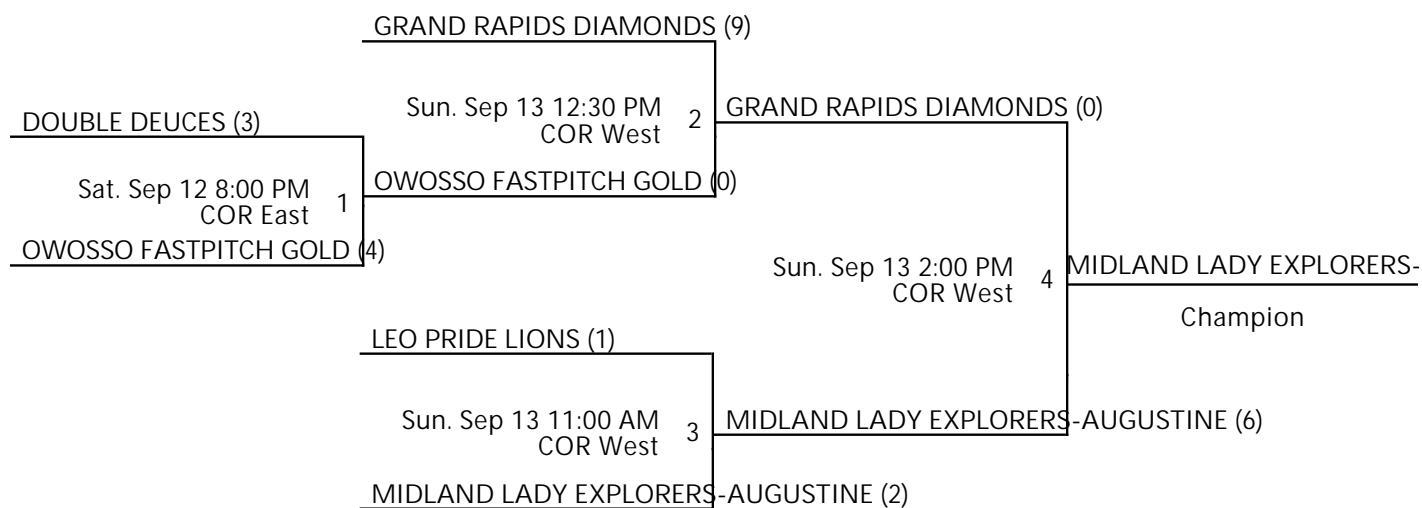 GRAND RAPIDS DIAMONDS (9)
DOUBLE DEUCES (3)
Sun. Sep 13 12:30 PM
COR West
2
GRAND RAPIDS DIAMONDS (0)
Sat. Sep 12 8:00 PM
COR East
1
OWOSSO FASTPITCH GOLD (0)
OWOSSO FASTPITCH GOLD (4)
Sun. Sep 13 2:00 PM
COR West
4
MIDLAND LADY EXPLORERS-
Champion
LEO PRIDE LIONS (1)
Sun. Sep 13 11:00 AM
COR West
3
MIDLAND LADY EXPLORERS-AUGUSTINE (6)
MIDLAND LADY EXPLORERS-AUGUSTINE (2)